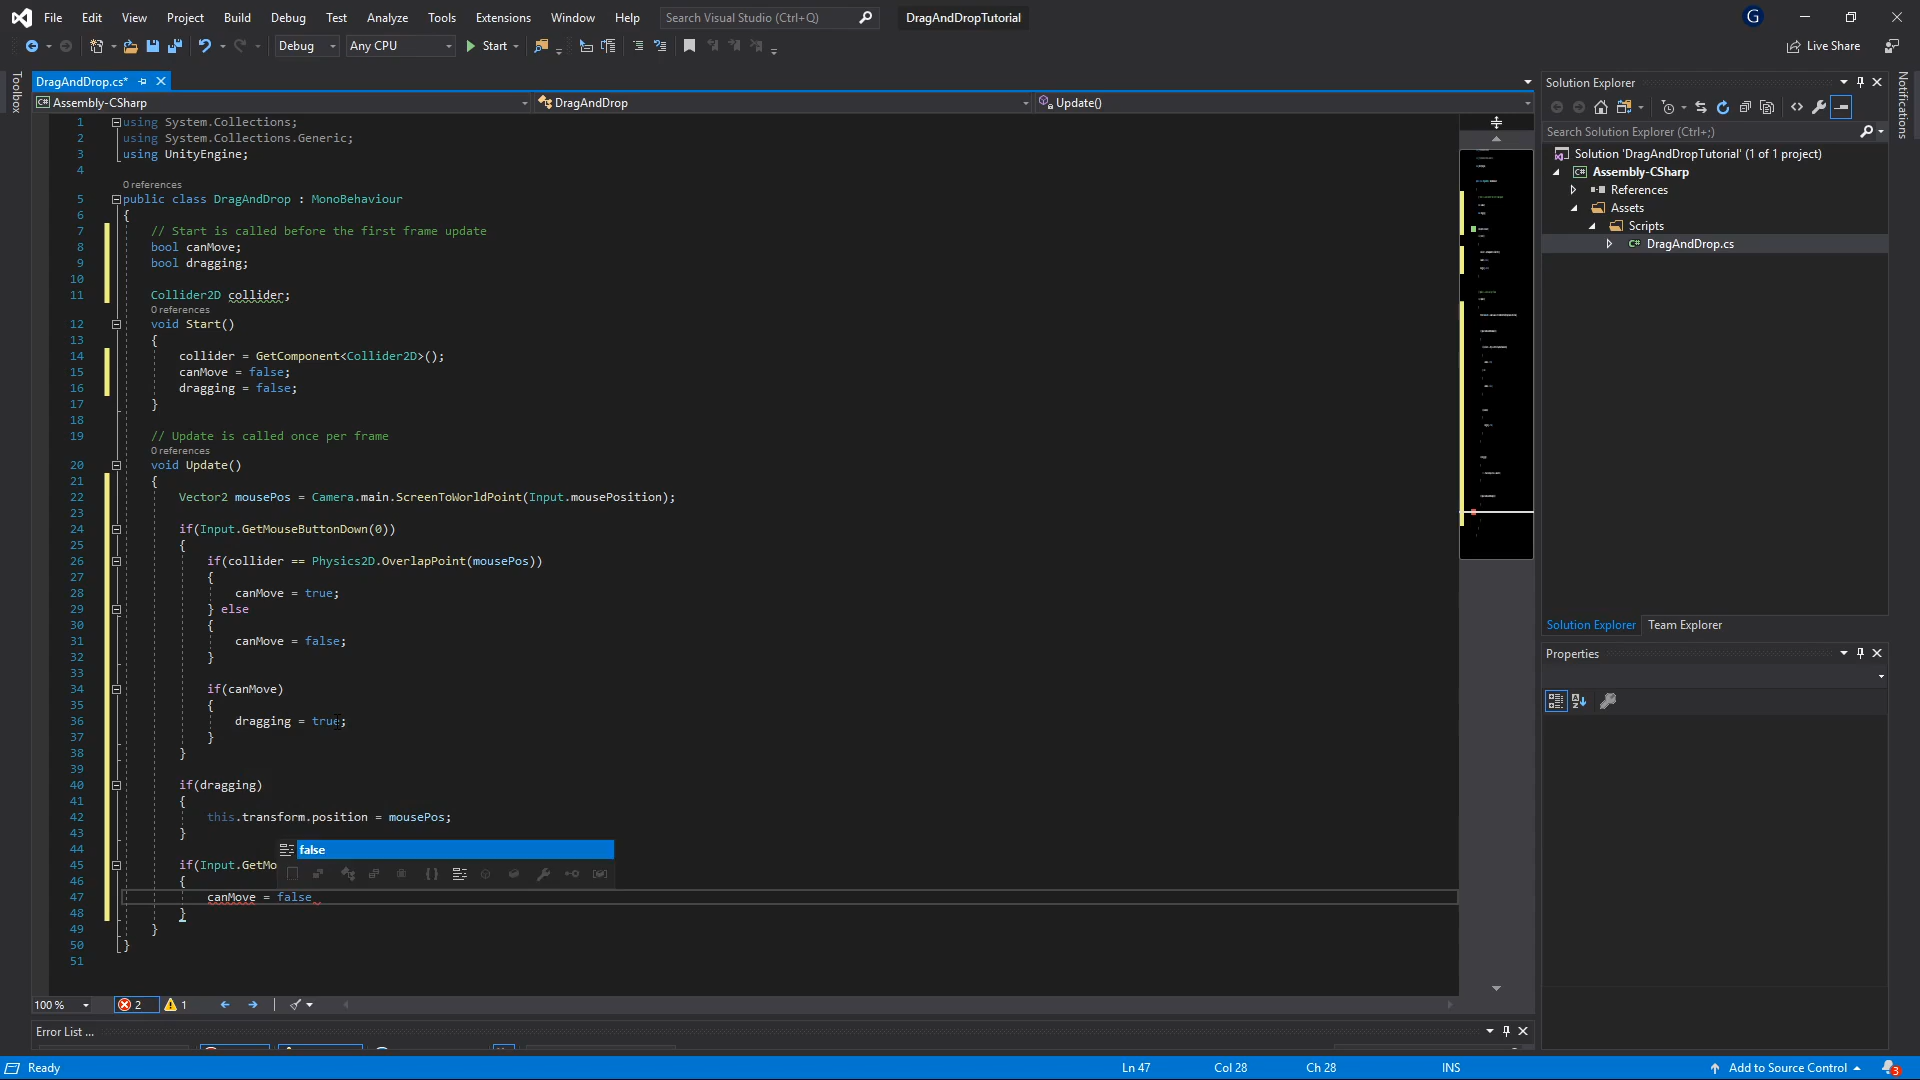 File Edit View Project Build Debug Test Analyze Tools Extensions Window Help Search Visual Studio (Ctrl+Q) DragAndDropTutorial G
Debug Any CPU Start Live Share
Toolbox
DragAndDrop.cs*
Assembly-CSharp DragAndDrop Update()
1 using System.Collections;
2 using System.Collections.Generic;
3 using UnityEngine;
4
0 references
5 public class DragAndDrop : MonoBehaviour
6 {
7 // Start is called before the first frame update
8 bool canMove;
9 bool dragging;
10
11 Collider2D collider;
0 references
12 void Start()
13 {
14 collider = GetComponent<Collider2D>();
15 canMove = false;
16 dragging = false;
17 }
18
19 // Update is called once per frame
0 references
20 void Update()
21 {
22 Vector2 mousePos = Camera.main.ScreenToWorldPoint(Input.mousePosition);
23
24 if(Input.GetMouseButtonDown(0))
25 {
26 if(collider == Physics2D.OverlapPoint(mousePos))
27 {
28 canMove = true;
29 } else
30 {
31 canMove = false;
32 }
33
34 if(canMove)
35 {
36 dragging = true;
37 }
38 }
39
40 if(dragging)
41 {
42 this.transform.position = mousePos;
43 }
44
false
45 if(Input.GetMo
46 {
47 canMove = false
48 }
49 }
50 }
51
100 % 2 1
Error List ...
Ready Ln 47 Col 28 Ch 28 INS Add to Source Control 3
Solution Explorer
Search Solution Explorer (Ctrl+;)
Solution 'DragAndDropTutorial' (1 of 1 project)
Assembly-CSharp
References
Assets
Scripts
DragAndDrop.cs
Solution Explorer Team Explorer
Properties
Notifications